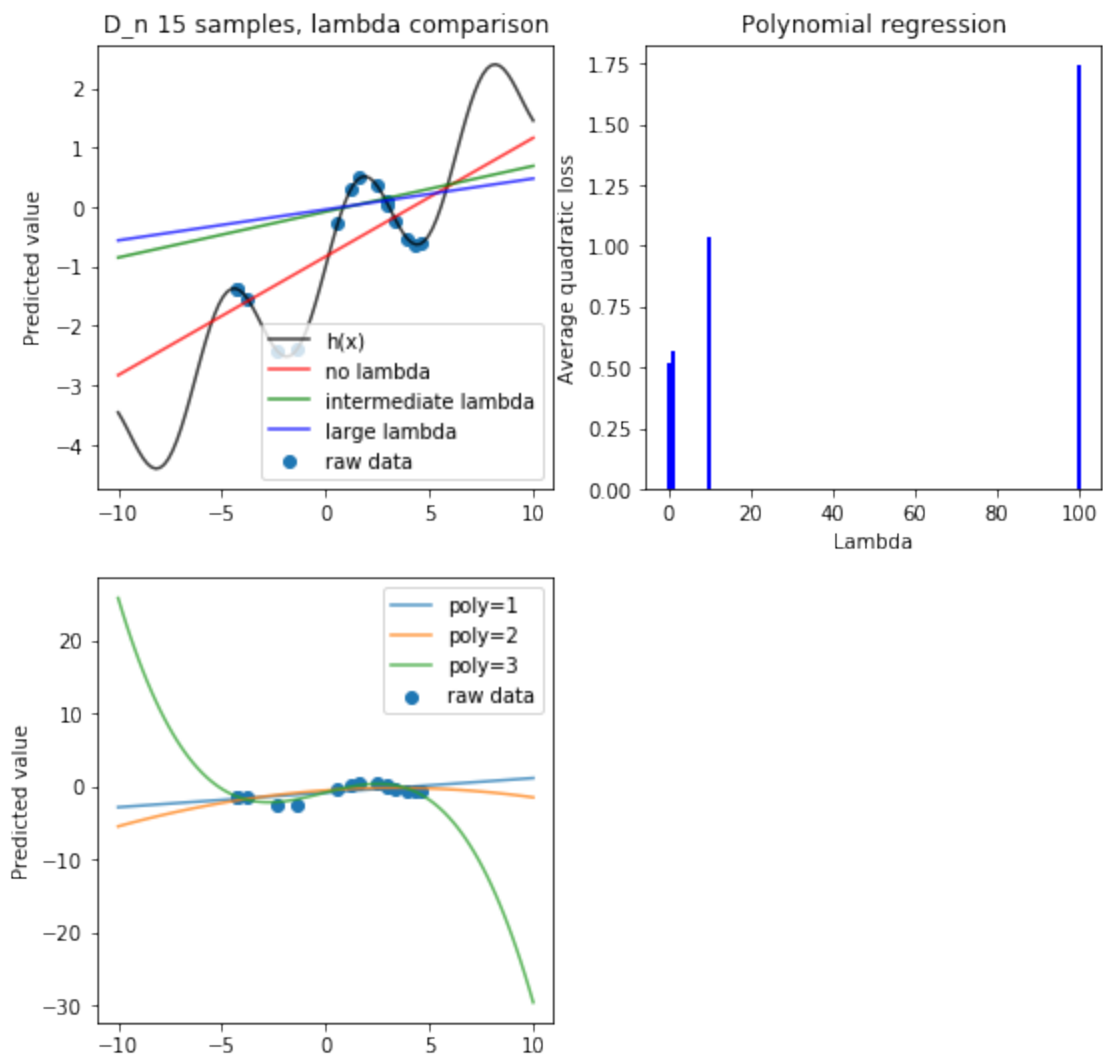 D_n 15 samples, lambda comparison
Predicted value
2
1
0
−1
−2
−3
−4
−10
−5
0
5
10
h(x)
no lambda
intermediate lambda
large lambda
raw data
Polynomial regression
Average quadratic loss
1.75
1.50
1.25
1.00
0.75
0.50
0.25
0.00
0
20
40
60
80
100
Lambda
Predicted value
20
10
0
−10
−20
−30
−10
−5
0
5
10
poly=1
poly=2
poly=3
raw data